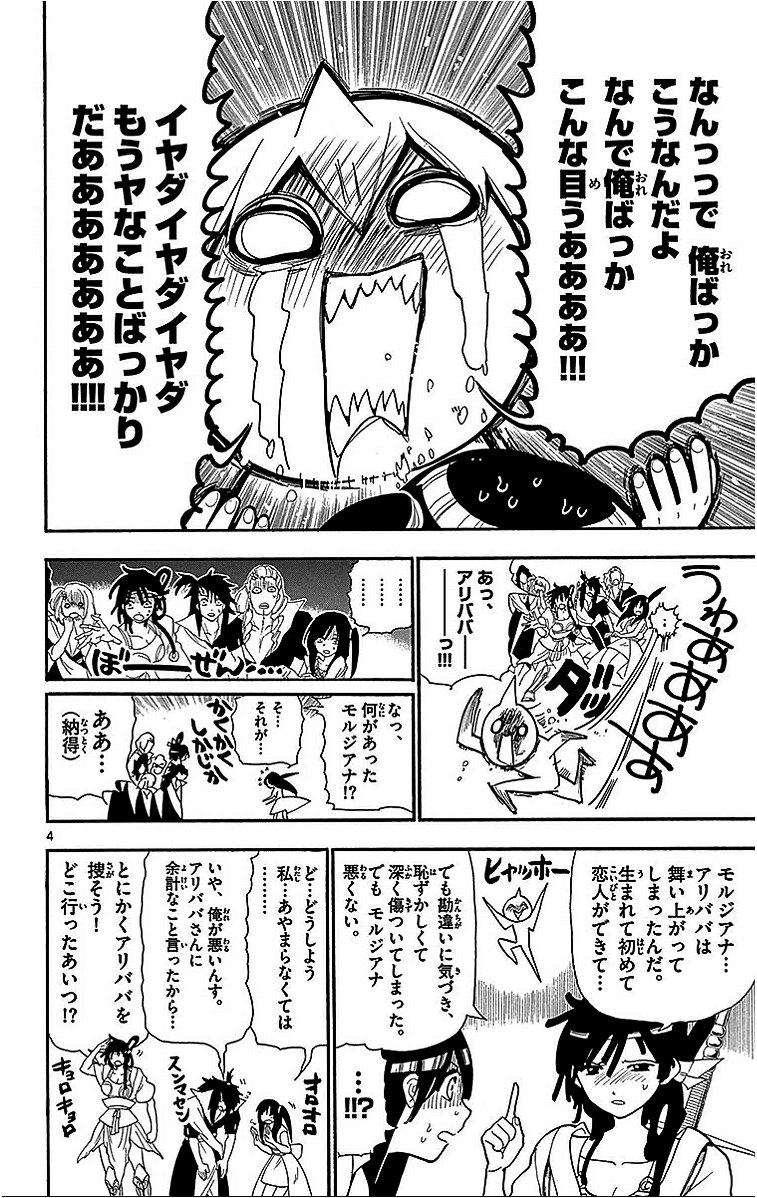 なんっっで 俺ばっか
こうなんだよ
なんで俺ばっか
こんな目うああああ!!!
イヤダイヤダイヤダ
もうヤなことばっかり
だあああああああ!!!!
うわああああぁ
あっ、
アリババ――
――っ!!!
ダッ
………
………
ぼーーぜん……
なっ、
何があった
モルジアナ!?
そ…
それが…
かくかく
しかじか
ああ…
(納得)
4
モルジアナ…
アリババは
舞い上がって
しまったんだ。
生まれて初めて
恋人ができて…
ヒャッホー
でも勘違いに気づき、
恥ずかしくて
深く傷ついてしまった。
でも モルジアナ
悪くない。
…
!!?
ど…どうしよう
私…あやまらなくては
………
いや、俺が悪いんす。
アリババさんに
余計なこと言ったから…
とにかくアリババを
捜そう!
どこ行ったあいつ!?
オロオロ
スンマセン
キョロキョロ